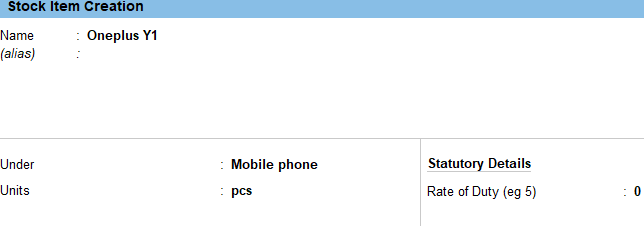 Stock Item Creation
Name : Oneplus Y1
(alias) :
Under : Mobile phone
Units : pcs
Statutory Details
Rate of Duty (eg 5) : 0